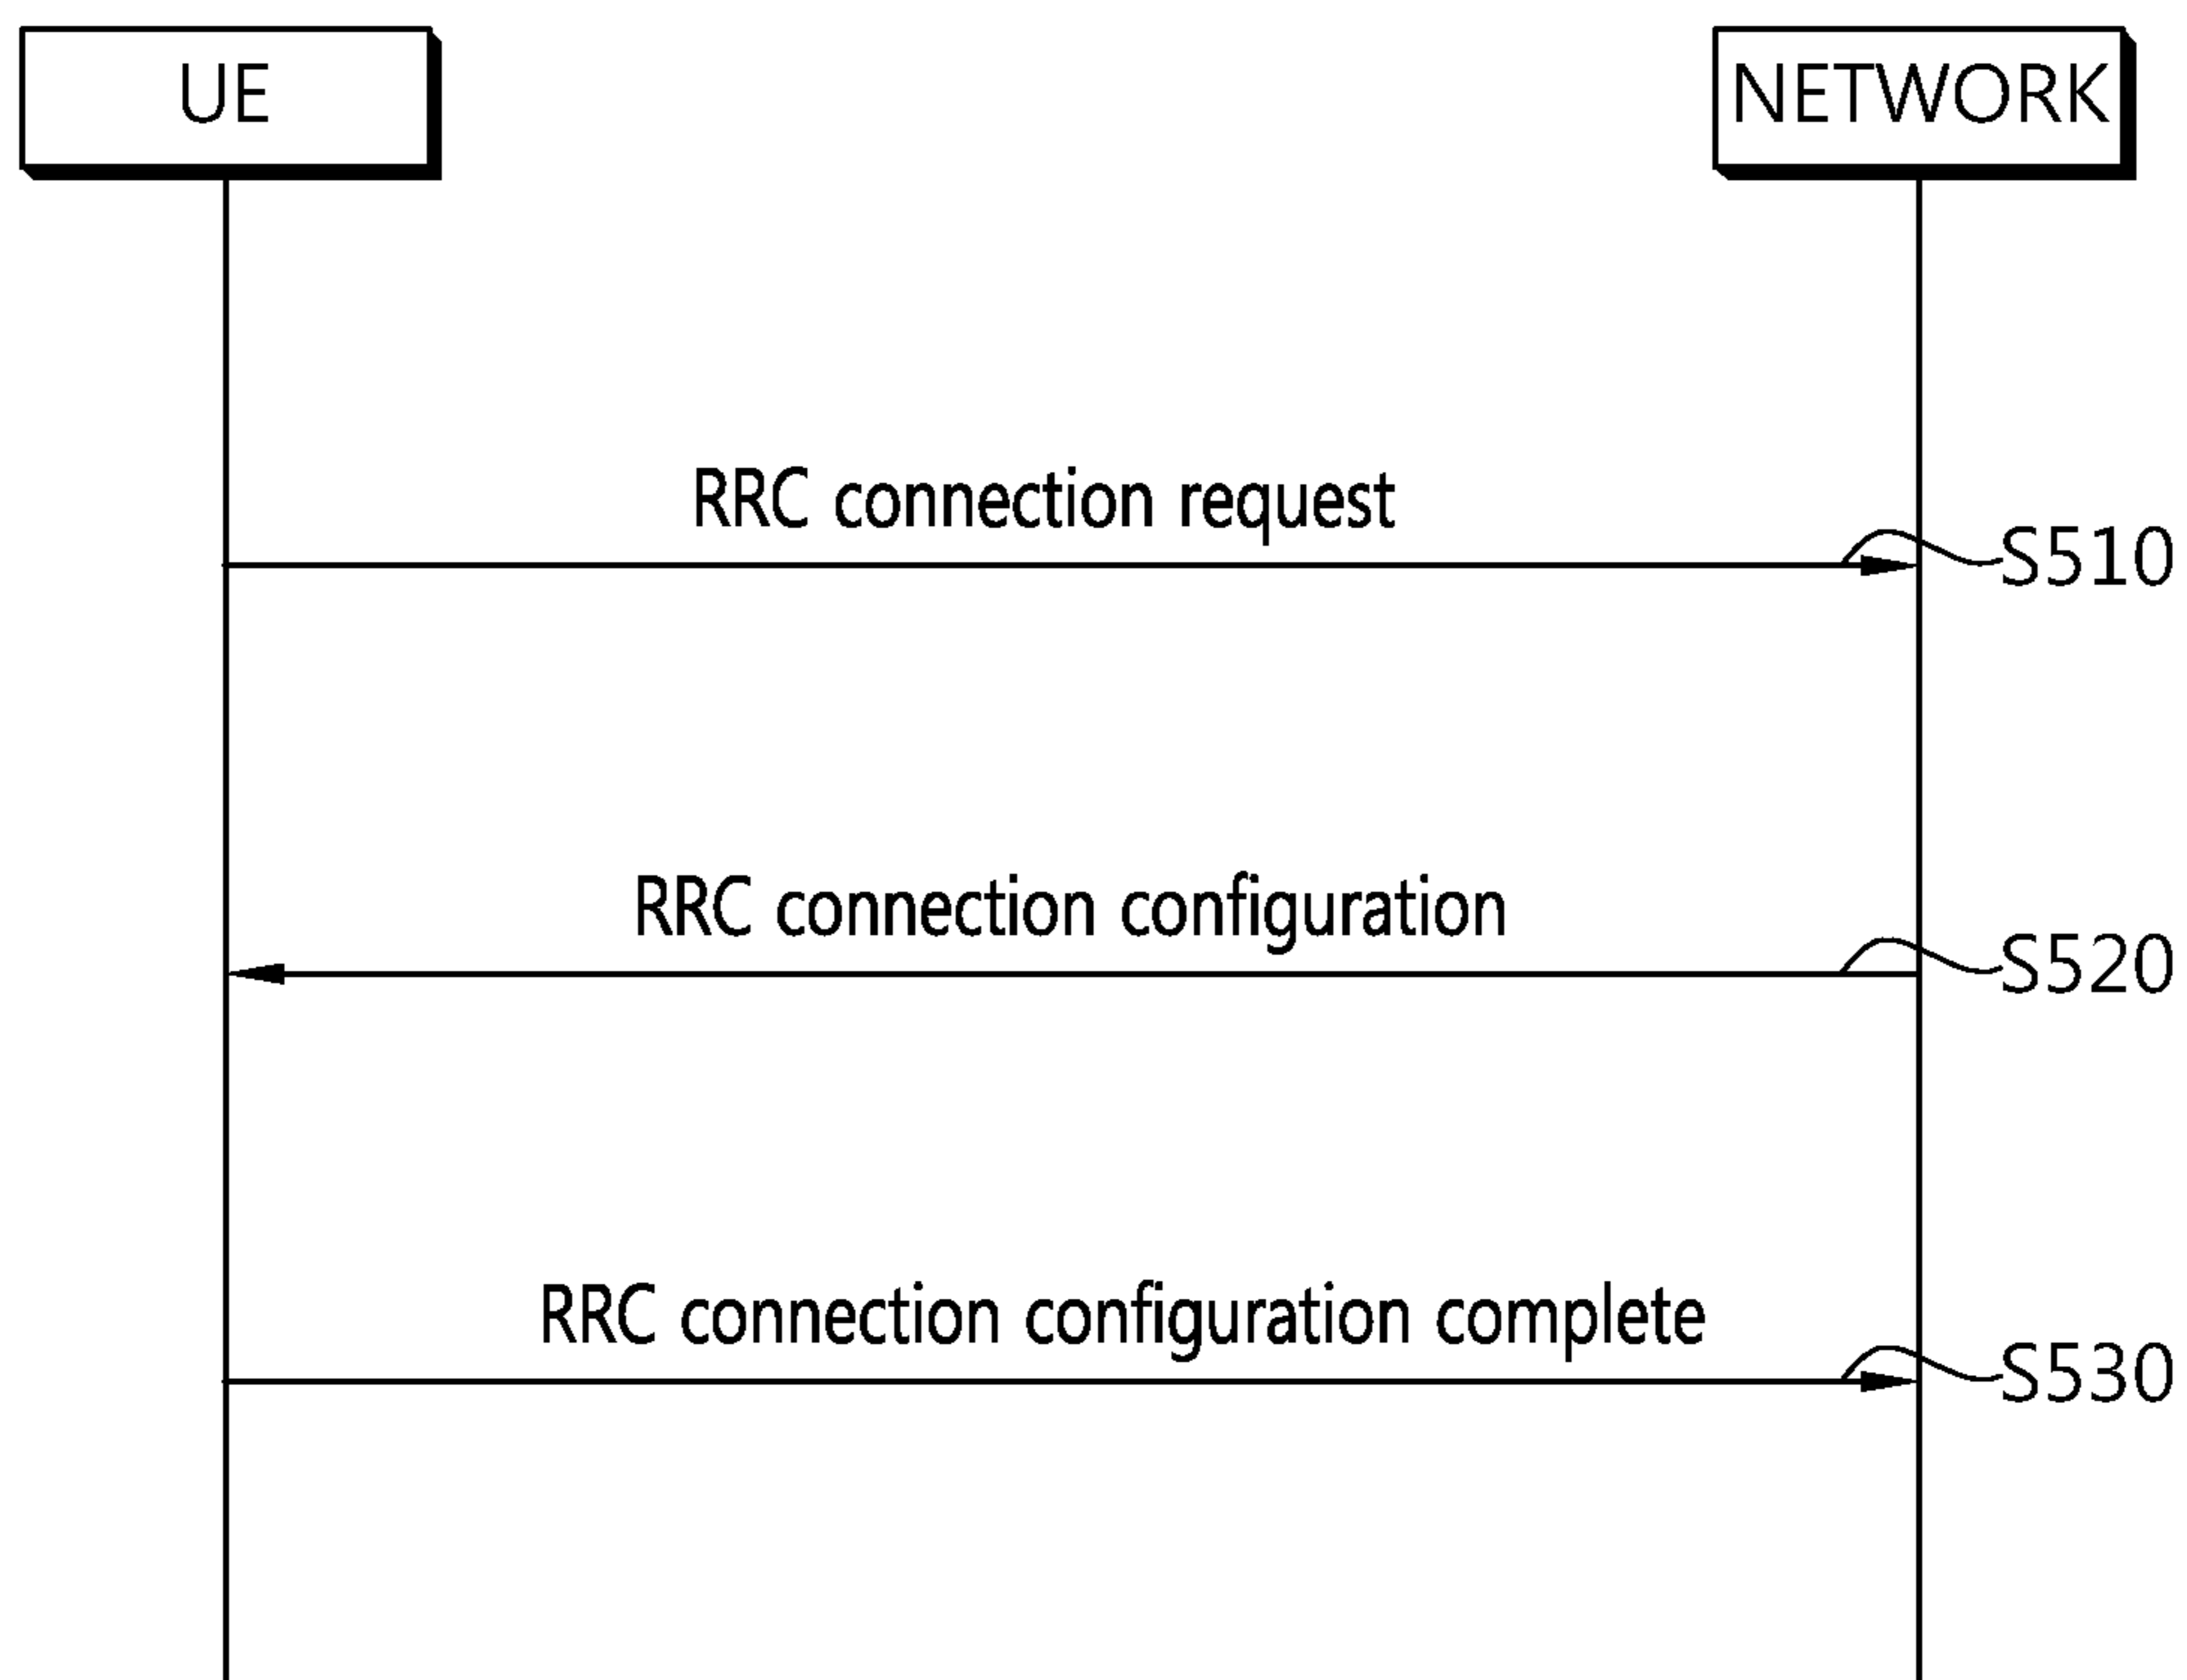 UE
NETWORK
RRC connection request
S510
RRC connection configuration
S520
RRC connection configuration complete
S530